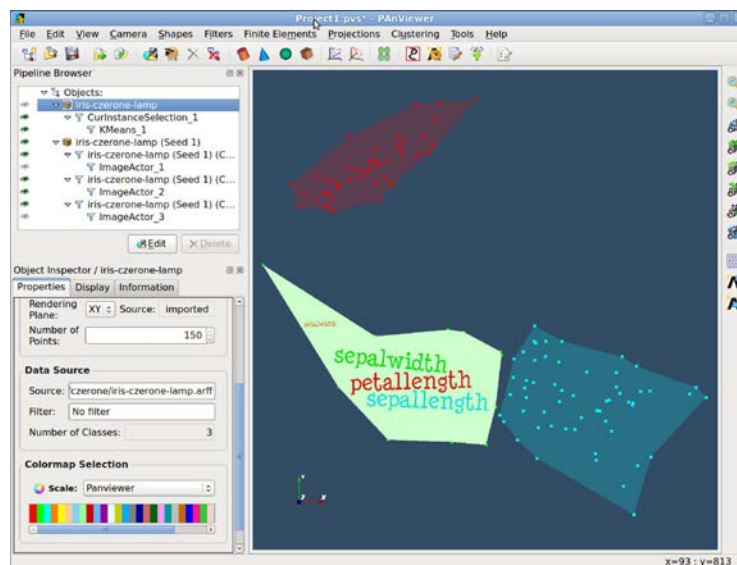 Project1.pvs* - PAnViewer
File Edit View Camera Shapes Filters Finite Elements Projections Clustering Tools Help
Pipeline Browser
Objects:
iris-czerone-lamp
CurInstanceSelection_1
KMeans_1
iris-czerone-lamp (Seed 1)
iris-czerone-lamp (Seed 1) (C...
ImageActor_1
iris-czerone-lamp (Seed 1) (C...
ImageActor_2
iris-czerone-lamp (Seed 1) (C...
ImageActor_3
Edit Delete
Object Inspector / iris-czerone-lamp
Properties Display Information
Rendering Plane: XY Source: imported
Number of Points: 150
Data Source
Source: czerone/iris-czerone-lamp.arff
Filter: No filter
Number of Classes: 3
Colormap Selection
Scale: Panviewer
petalwidth
sepalwidth
petallength
sepallength
Y
Z X
x=93 : y=813